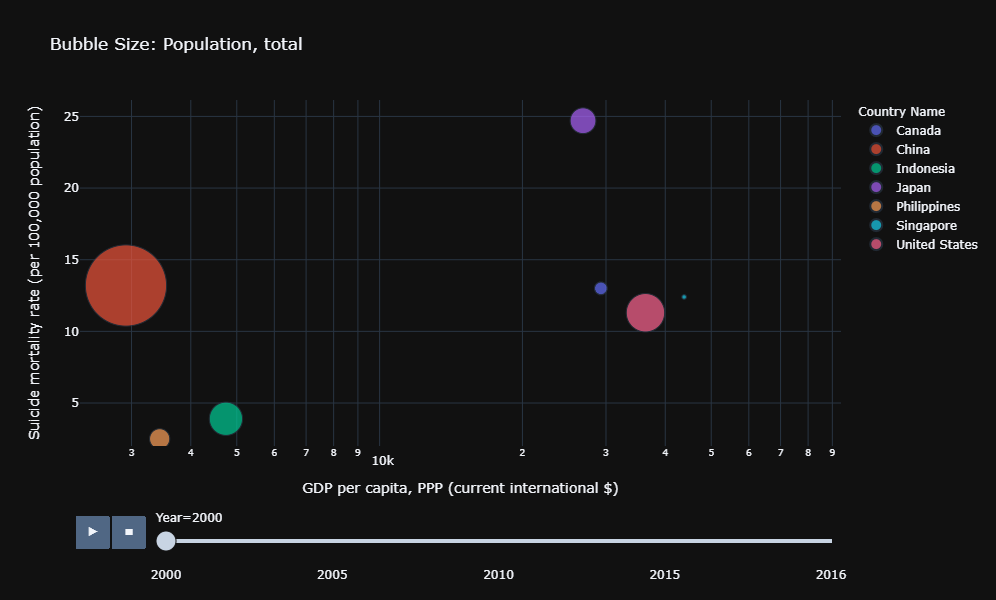 Bubble Size: Population, total
Suicide mortality rate (per 100,000 population)
25
20
15
10
5
3 4 5 6 7 8 9 10k 2 3 4 5 6 7 8 9
GDP per capita, PPP (current international $)
Country Name
Canada
China
Indonesia
Japan
Philippines
Singapore
United States
Year=2000
2000 2005 2010 2015 2016